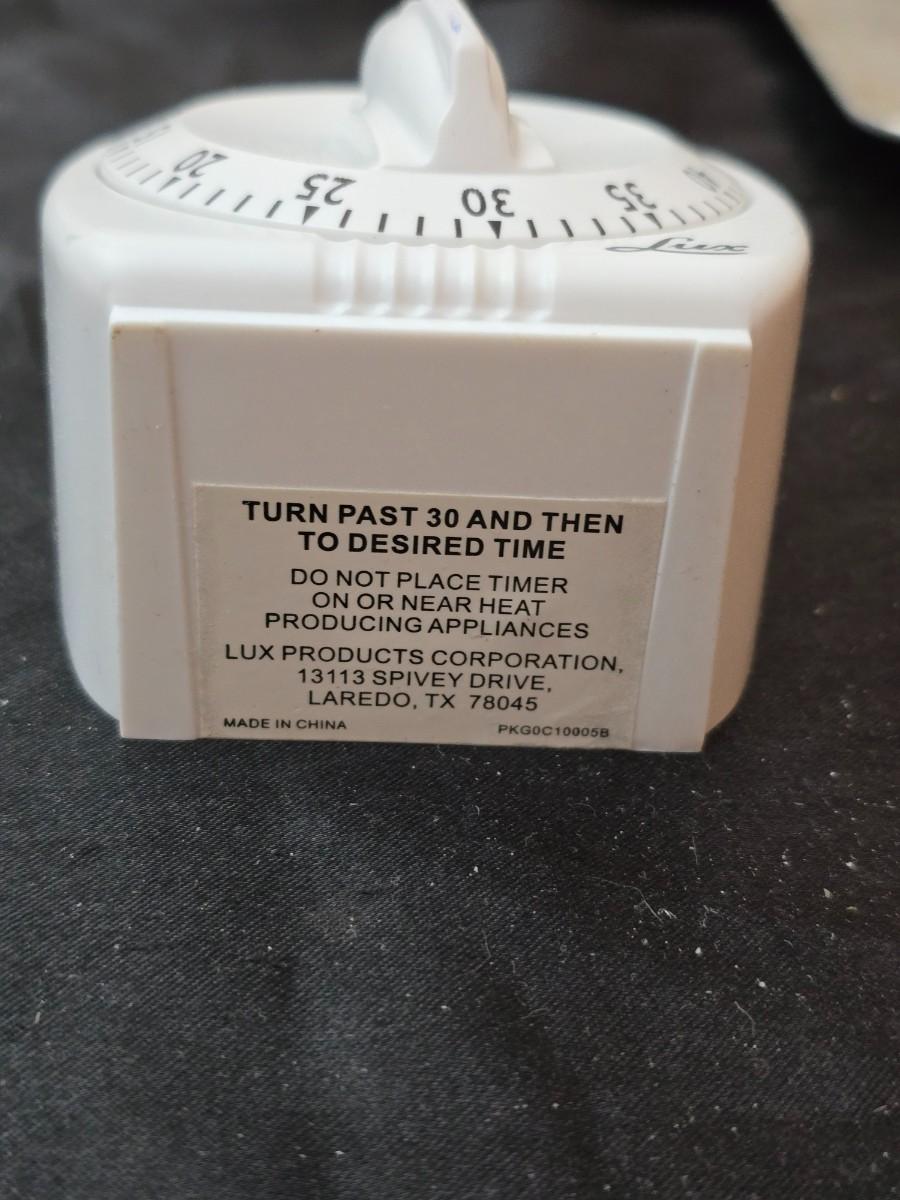 20 25 30 35 40
Lux
TURN PAST 30 AND THEN
TO DESIRED TIME
DO NOT PLACE TIMER
ON OR NEAR HEAT
PRODUCING APPLIANCES
LUX PRODUCTS CORPORATION,
13113 SPIVEY DRIVE,
LAREDO, TX 78045
MADE IN CHINA PKG0C10005B